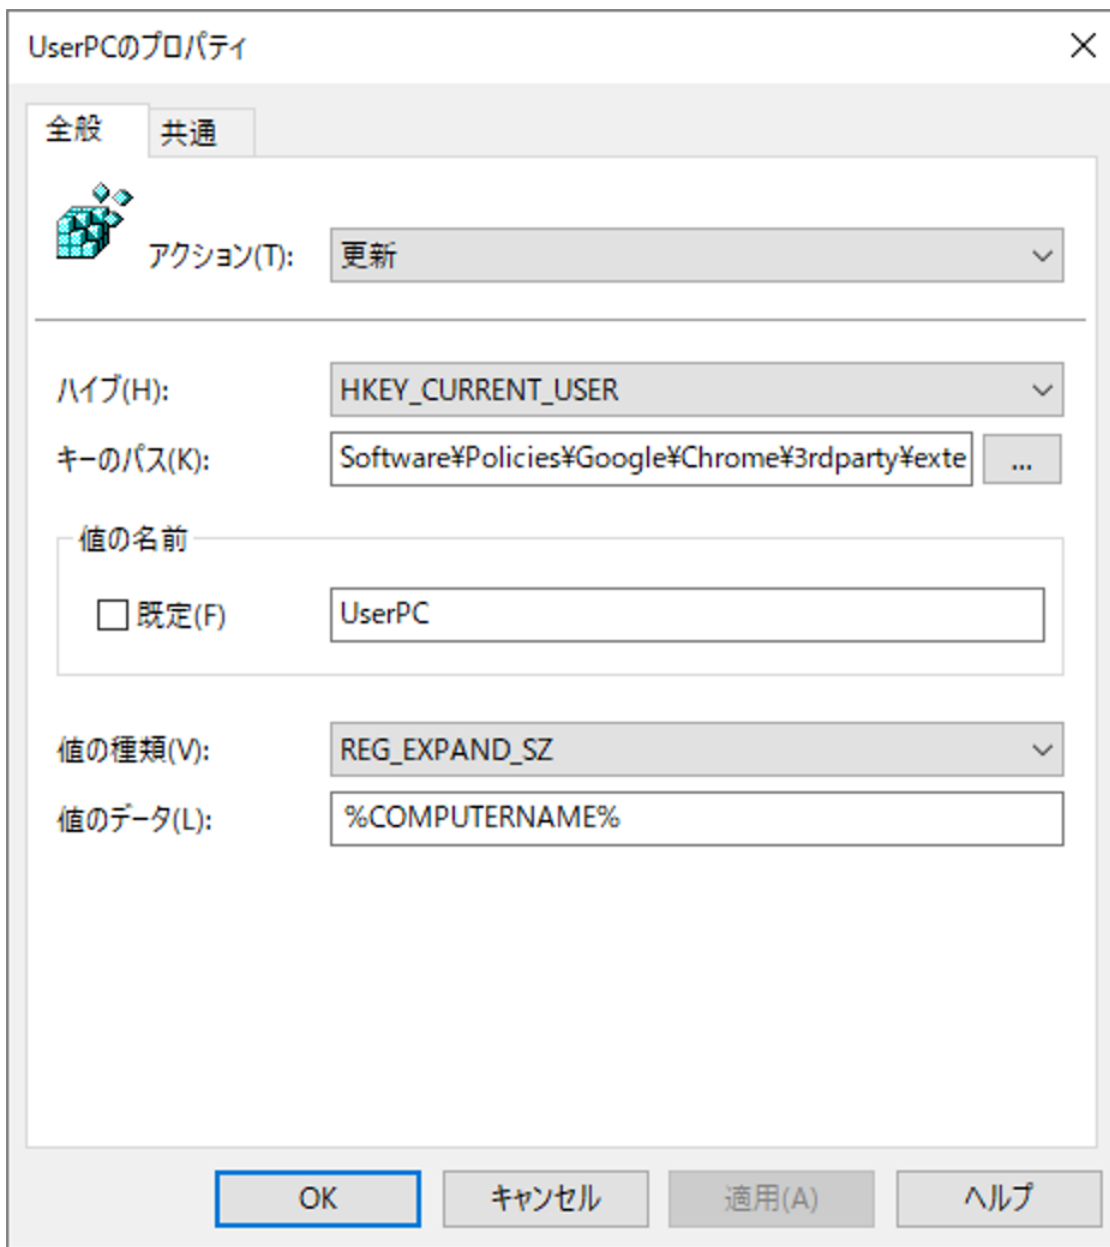 UserPCのプロパティ
全般 共通
アクション(T): 更新
ハイブ(H): HKEY_CURRENT_USER
キーのパス(K): Software¥Policies¥Google¥Chrome¥3rdparty¥exte ...
値の名前
既定(F) UserPC
値の種類(V): REG_EXPAND_SZ
値のデータ(L): %COMPUTERNAME%
OK キャンセル 適用(A) ヘルプ